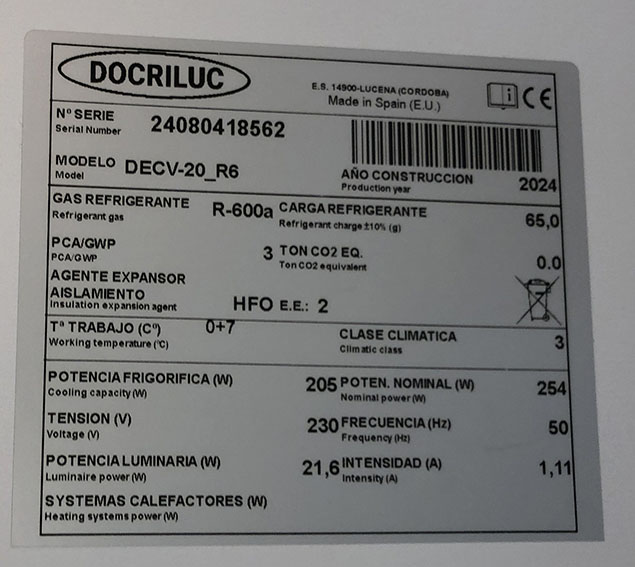 DOCRILUC
E.S. 14900-LUCENA (CORDOBA)
Made in Spain (E.U.)
i CE
Nº SERIE 24080418562
Serial Number
MODELO DECV-20_R6
Model
AÑO CONSTRUCCION 2024
Production year
GAS REFRIGERANTE R-600a CARGA REFRIGERANTE 65,0
Refrigerant gas Refrigerant charge ±10% (g)
PCA/GWP 3 TON CO2 EQ. 0.0
PCA/GWP Ton CO2 equivalent
AGENTE EXPANSOR
AISLAMIENTO HFO E.E.: 2
Insulation expansion agent
Tª TRABAJO (Cº) 0+7 CLASE CLIMATICA 3
Working temperature (ºC) Climatic class
POTENCIA FRIGORIFICA (W) 205 POTEN. NOMINAL (W) 254
Cooling capacity (W) Nominal power (W)
TENSION (V) 230 FRECUENCIA (Hz) 50
Voltage (V) Frequency (Hz)
POTENCIA LUMINARIA (W) 21,6 INTENSIDAD (A) 1,11
Luminaire power (W) Intensity (A)
SYSTEMAS CALEFACTORES (W)
Heating systems power (W)